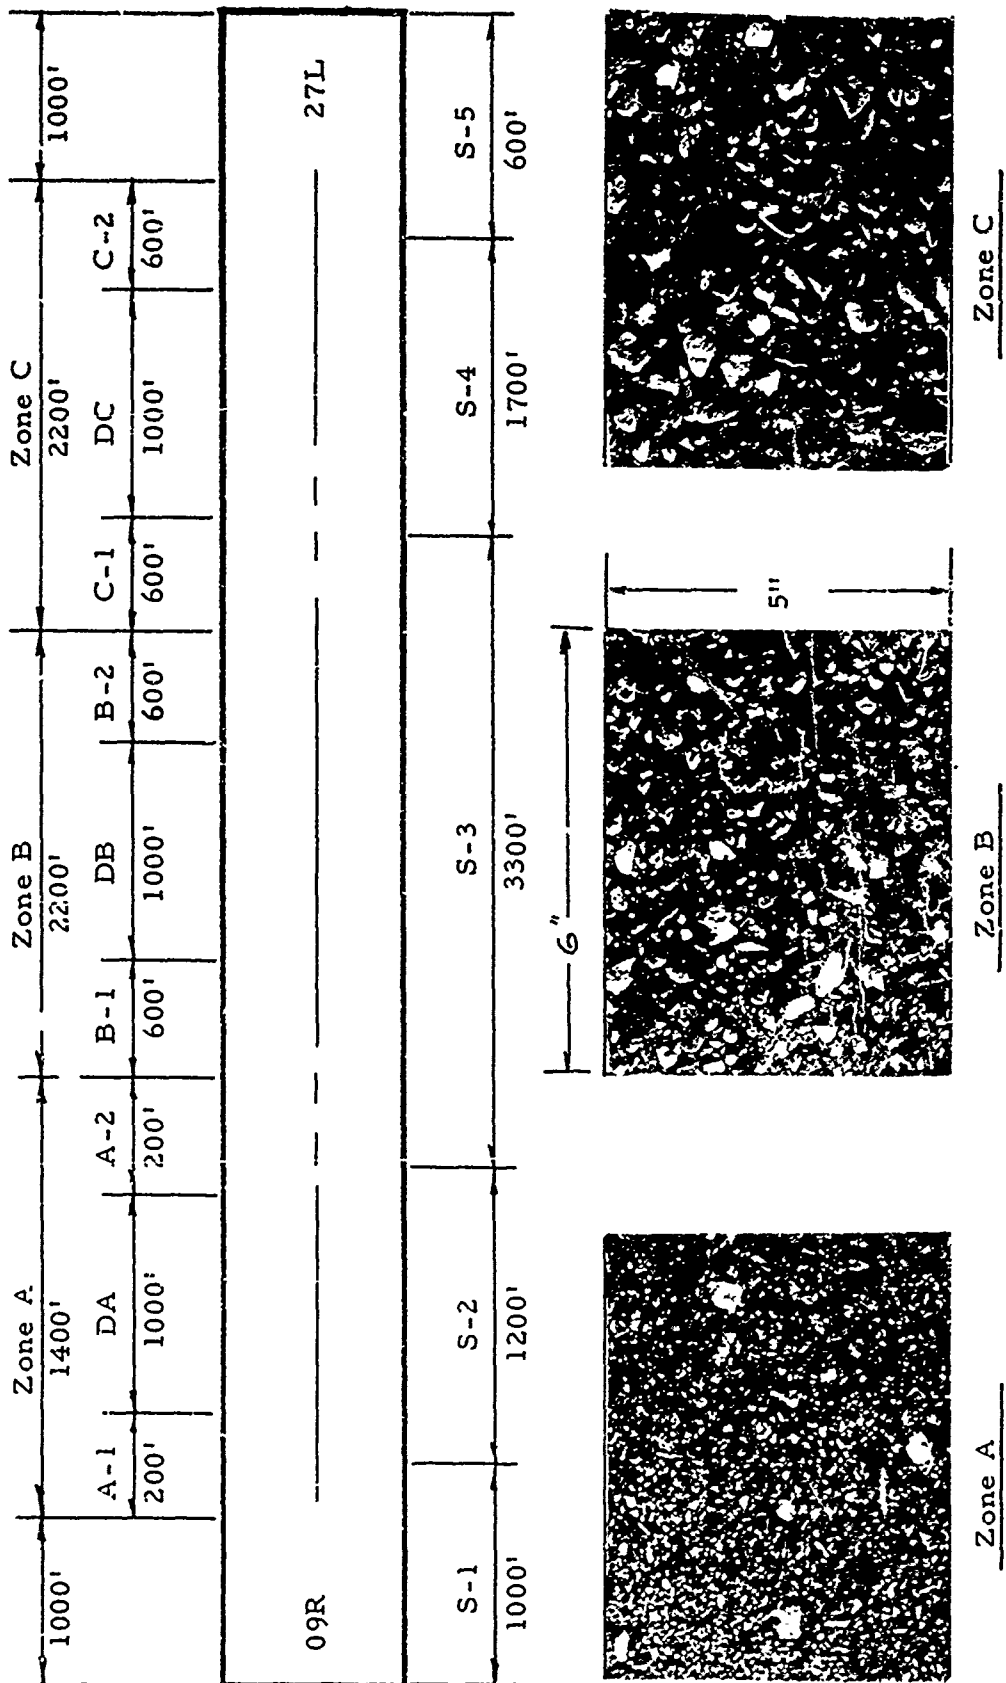 Zone A
1400'
Zone B
2200'
Zone C
2200'
1000'
A-1
200'
DA
1000'
A-2
200'
B-1
600'
DB
1000'
B-2
600'
C-1
600'
DC
1000'
C-2
600'
1000'
09R
27L
S-1
1000'
S-2
1200'
S-3
3300'
S-4
1700'
S-5
600'
6"
5"
Zone A
Zone B
Zone C